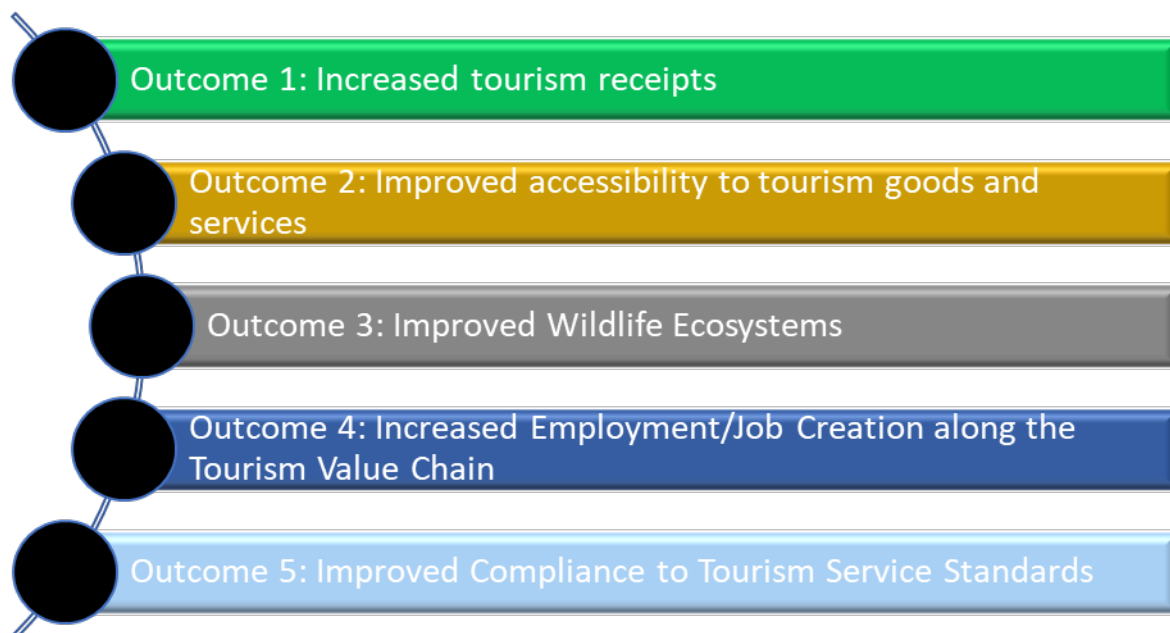 Outcome 1: Increased tourism receipts
Outcome 2: Improved accessibility to tourism goods and
services
Outcome 3: Improved Wildlife Ecosystems
Outcome 4: Increased Employment/Job Creation along the
Tourism Value Chain
Outcome 5: Improved Compliance to Tourism Service Standards